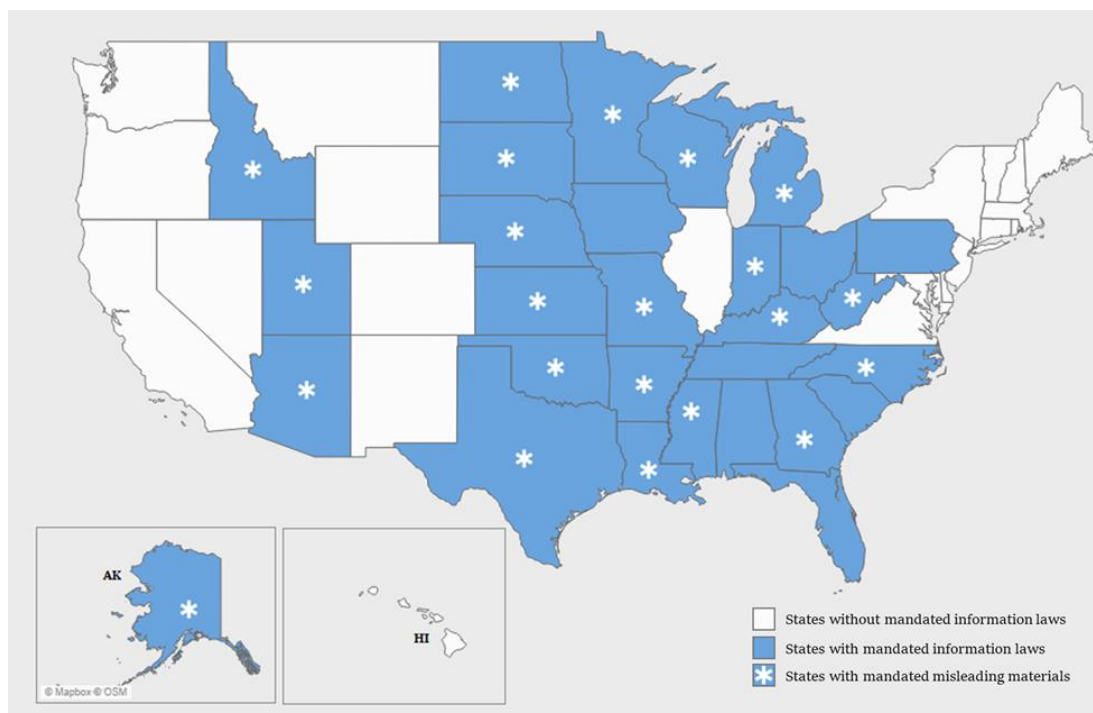 AK
HI
© Mapbox © OSM
States without mandated information laws
States with mandated information laws
States with mandated misleading materials